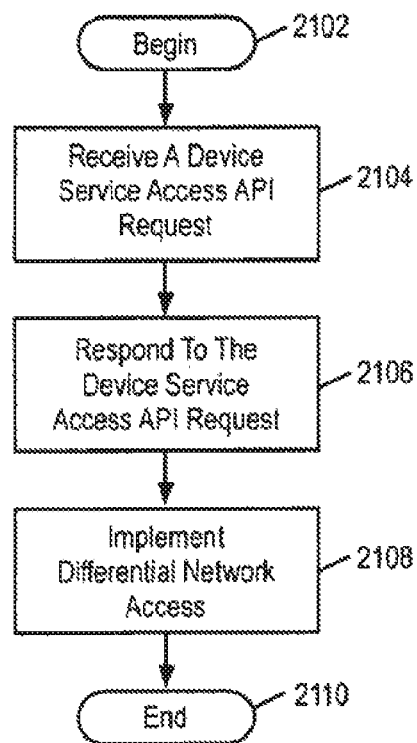 Begin
2102
Receive A Device
Service Access API
Request
2104
Respond To The
Device Service
Access API Request
2106
Implement
Differential Network
Access
2108
End
2110